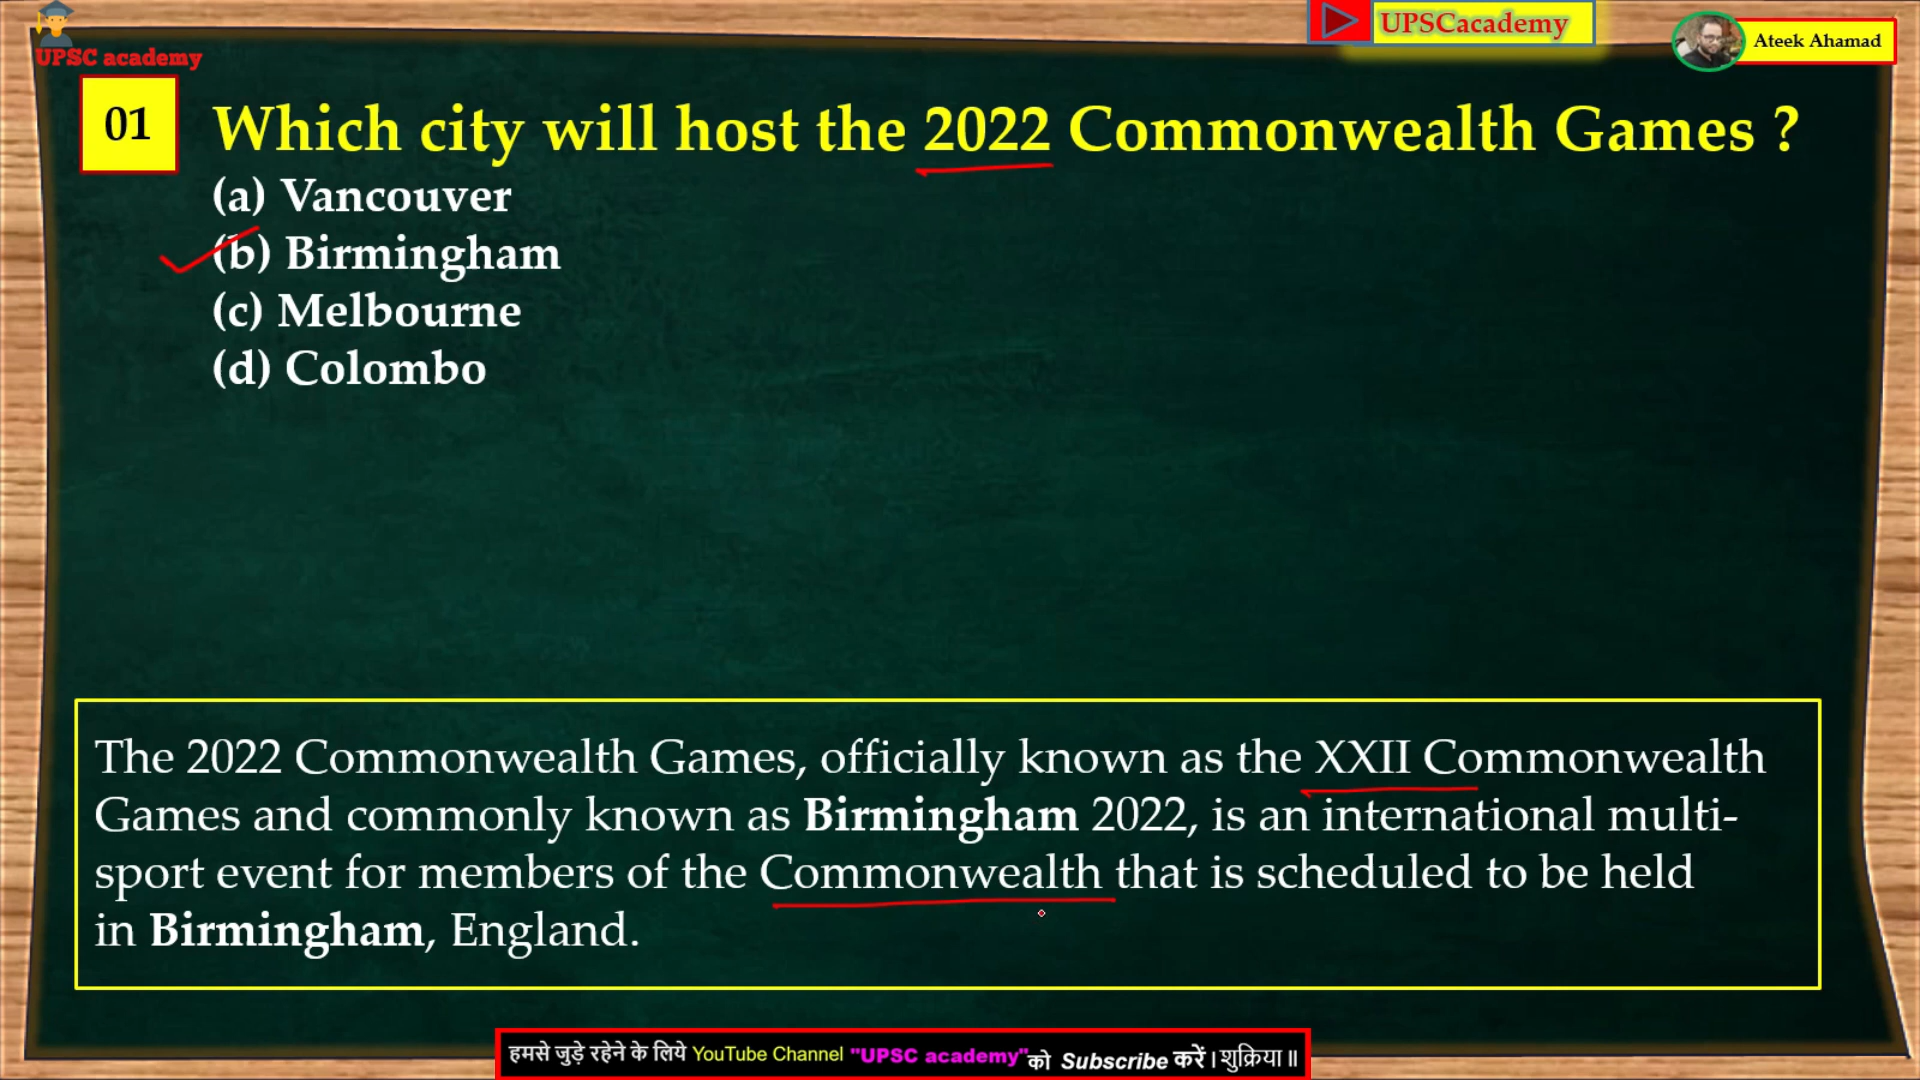 UPSC academy
UPSCacademy
Ateek Ahamad
01
Which city will host the 2022 Commonwealth Games ?
(a) Vancouver
(b) Birmingham
(c) Melbourne
(d) Colombo
The 2022 Commonwealth Games, officially known as the XXII Commonwealth
Games and commonly known as Birmingham 2022, is an international multi-
sport event for members of the Commonwealth that is scheduled to be held
in Birmingham, England.
हमसे जुड़े रहेने के लिये YouTube Channel "UPSC academy"को Subscribe करें। शुक्रिया॥